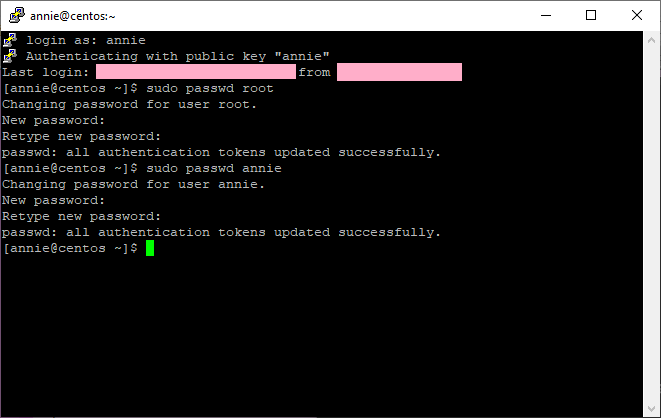 annie@centos:~
login as: annie
Authenticating with public key "annie"
Last login: from
[annie@centos ~]$ sudo passwd root
Changing password for user root.
New password:
Retype new password:
passwd: all authentication tokens updated successfully.
[annie@centos ~]$ sudo passwd annie
Changing password for user annie.
New password:
Retype new password:
passwd: all authentication tokens updated successfully.
[annie@centos ~]$